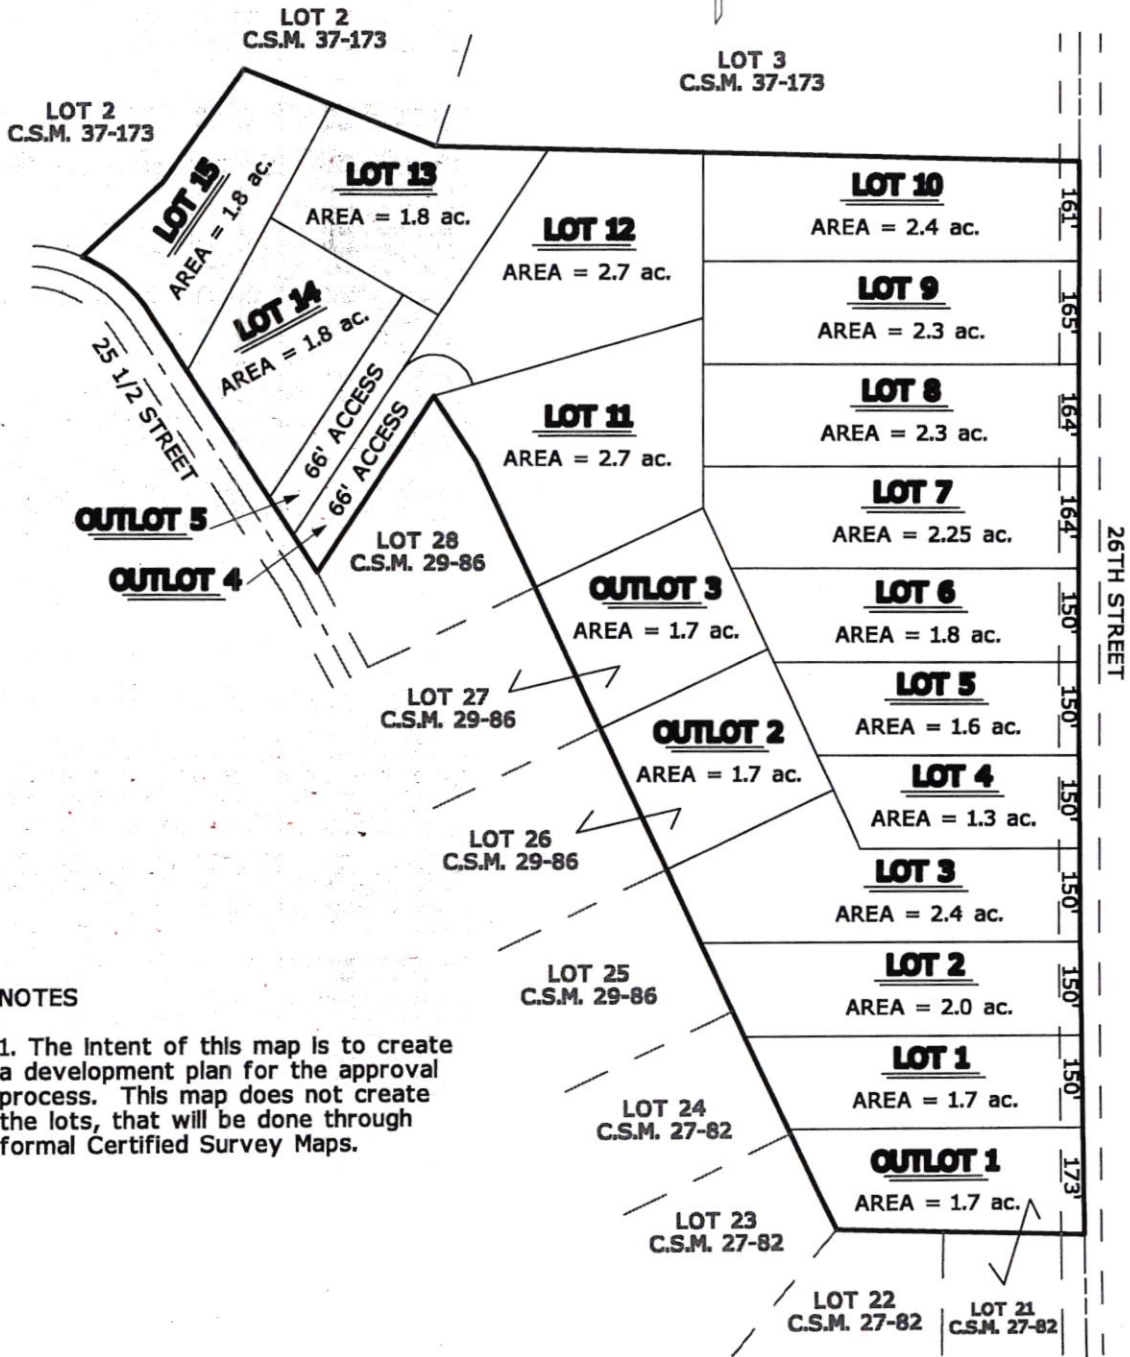 LOT 2
C.S.M. 37-173
LOT 3
C.S.M. 37-173
LOT 2
C.S.M. 37-173
LOT 15
AREA = 1.8 ac.
LOT 13
AREA = 1.8 ac.
LOT 14
AREA = 1.8 ac.
LOT 12
AREA = 2.7 ac.
LOT 10
AREA = 2.4 ac.
161'
LOT 9
AREA = 2.3 ac.
165'
LOT 8
AREA = 2.3 ac.
164'
LOT 11
AREA = 2.7 ac.
LOT 7
AREA = 2.25 ac.
164'
25 1/2 STREET
66' ACCESS
66' ACCESS
OUTLOT 5
OUTLOT 4
LOT 28
C.S.M. 29-86
OUTLOT 3
AREA = 1.7 ac.
LOT 6
AREA = 1.8 ac.
150'
26TH STREET
LOT 27
C.S.M. 29-86
LOT 5
AREA = 1.6 ac.
150'
OUTLOT 2
AREA = 1.7 ac.
LOT 4
AREA = 1.3 ac.
150'
LOT 26
C.S.M. 29-86
LOT 3
AREA = 2.4 ac.
150'
LOT 25
C.S.M. 29-86
LOT 2
AREA = 2.0 ac.
150'
LOT 1
AREA = 1.7 ac.
150'
LOT 24
C.S.M. 27-82
OUTLOT 1
AREA = 1.7 ac.
173'
LOT 23
C.S.M. 27-82
LOT 22
C.S.M. 27-82
LOT 21
C.S.M. 27-82
NOTES
1. The intent of this map is to create
a development plan for the approval
process. This map does not create
the lots, that will be done through
formal Certified Survey Maps.